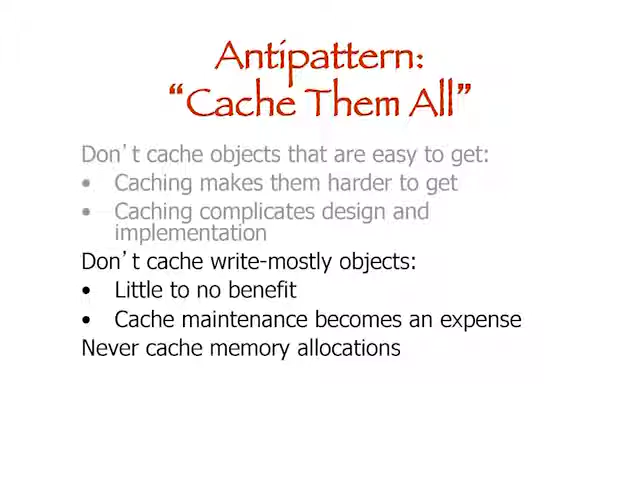 Antipattern:
“Cache Them All”
Don’t cache objects that are easy to get:
• Caching makes them harder to get
• Caching complicates design and
implementation
Don’t cache write-mostly objects:
• Little to no benefit
• Cache maintenance becomes an expense
Never cache memory allocations